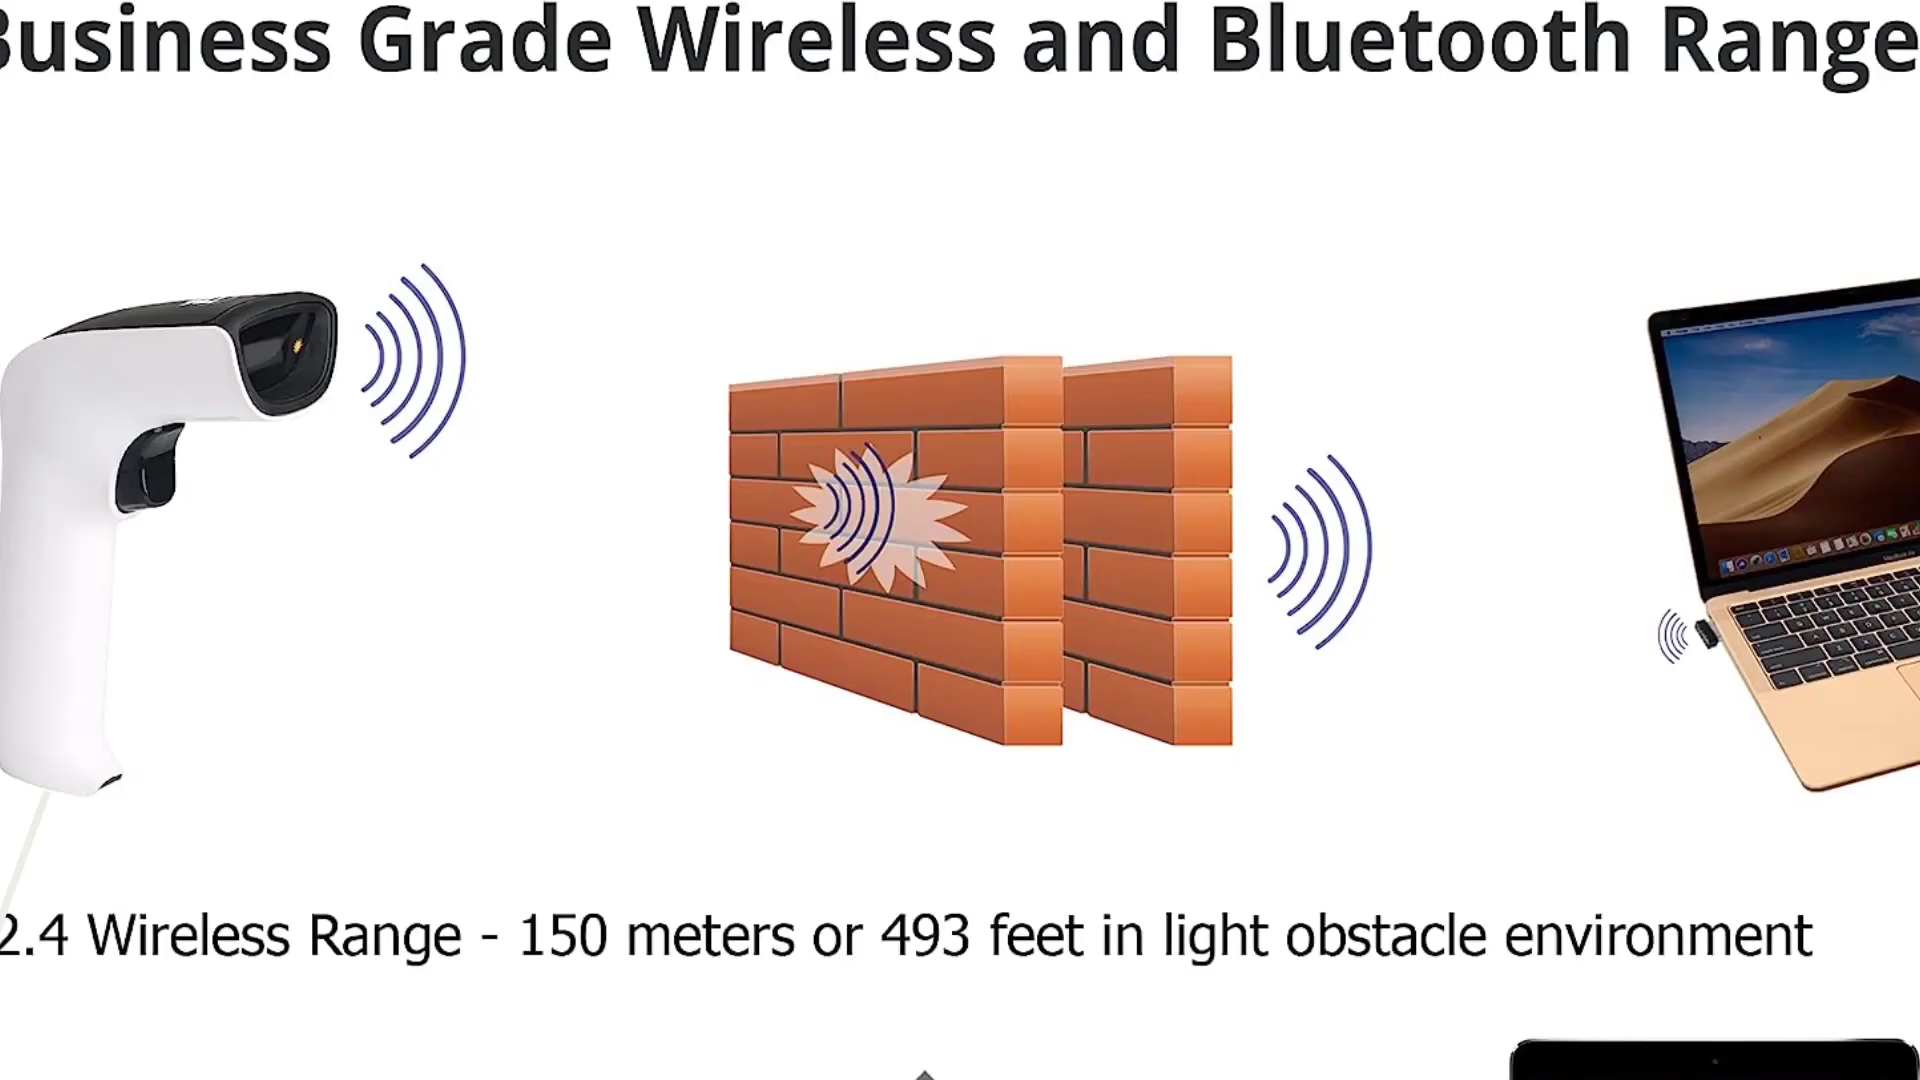 Business Grade Wireless and Bluetooth Range
2.4 Wireless Range - 150 meters or 493 feet in light obstacle environment